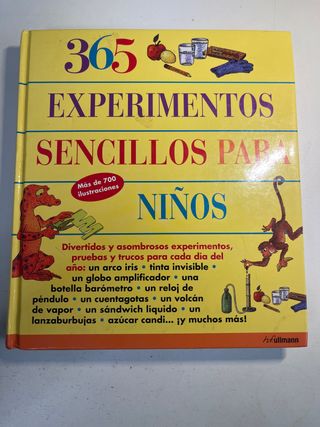 365
EXPERIMENTOS
SENCILLOS PARA
NIÑOS
Más de 700
ilustraciones
Divertidos y asombrosos experimentos,
pruebas y trucos para cada día del
año: un arco iris • tinta invisible •
un globo amplificador • una
botella barómetro • un reloj de
péndulo • un cuentagotas • un volcán
de vapor • un sándwich líquido • un
lanzaburbujas • azúcar candi... ¡y muchos más!
h.f.ullmann